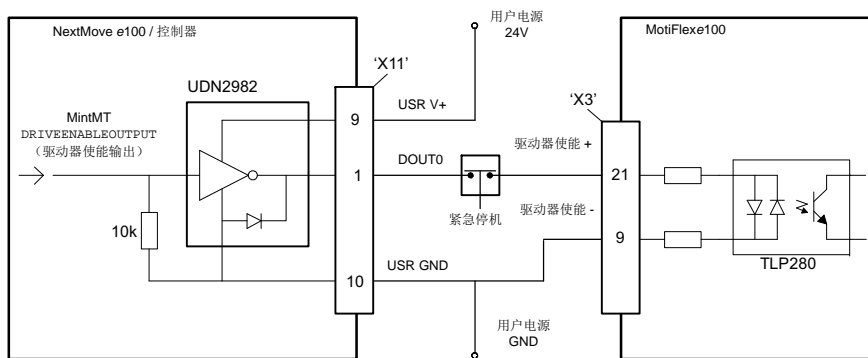 NextMove e100 / 控制器
用户电源
24V
MotiFlexe100
UDN2982
‘X11’
‘X3’
MintMT
DRIVEENABLEOUTPUT
（驱动器使能输出）
9
USR V+
1
DOUT0
驱动器使能 +
21
紧急停机
驱动器使能 -
9
10k
TLP280
10
USR GND
用户电源
GND